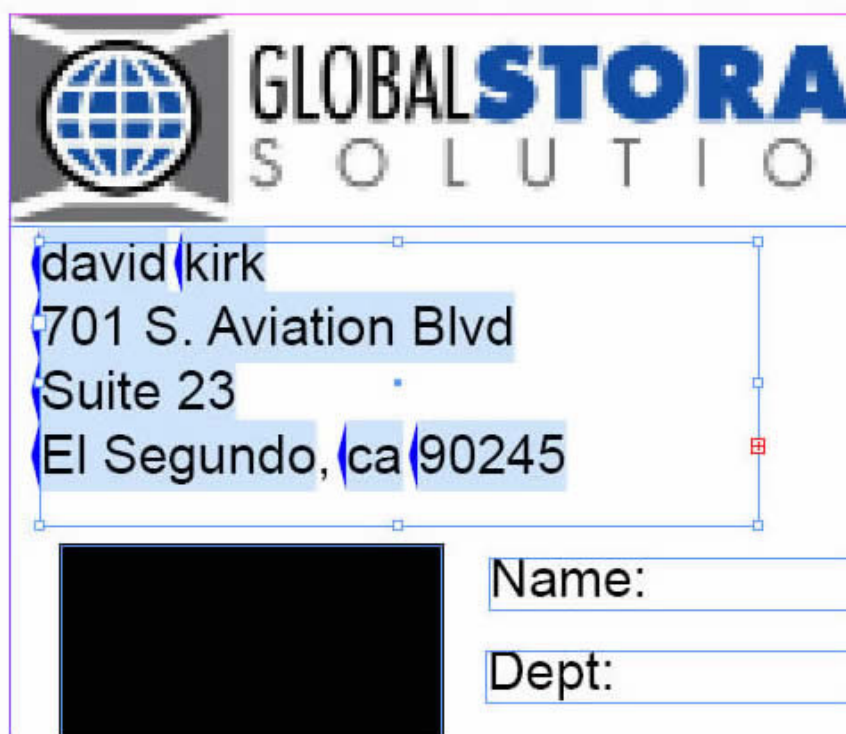 GLOBALSTORA
SOLUTIO
david kirk
701 S. Aviation Blvd
Suite 23
El Segundo, ca 90245
Name:
Dept: